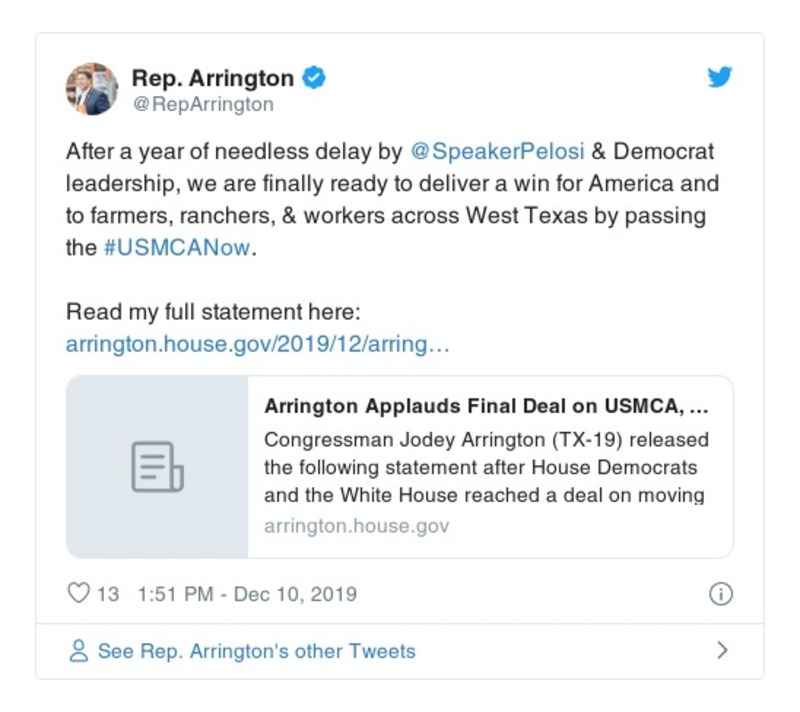 Rep. Arrington
@RepArrington
After a year of needless delay by @SpeakerPelosi & Democrat
leadership, we are finally ready to deliver a win for America and
to farmers, ranchers, & workers across West Texas by passing
the #USMCANow.
Read my full statement here:
arrington.house.gov/2019/12/arring…
Arrington Applauds Final Deal on USMCA, …
Congressman Jodey Arrington (TX-19) released
the following statement after House Democrats
and the White House reached a deal on moving
arrington.house.gov
13 1:51 PM - Dec 10, 2019
See Rep. Arrington's other Tweets